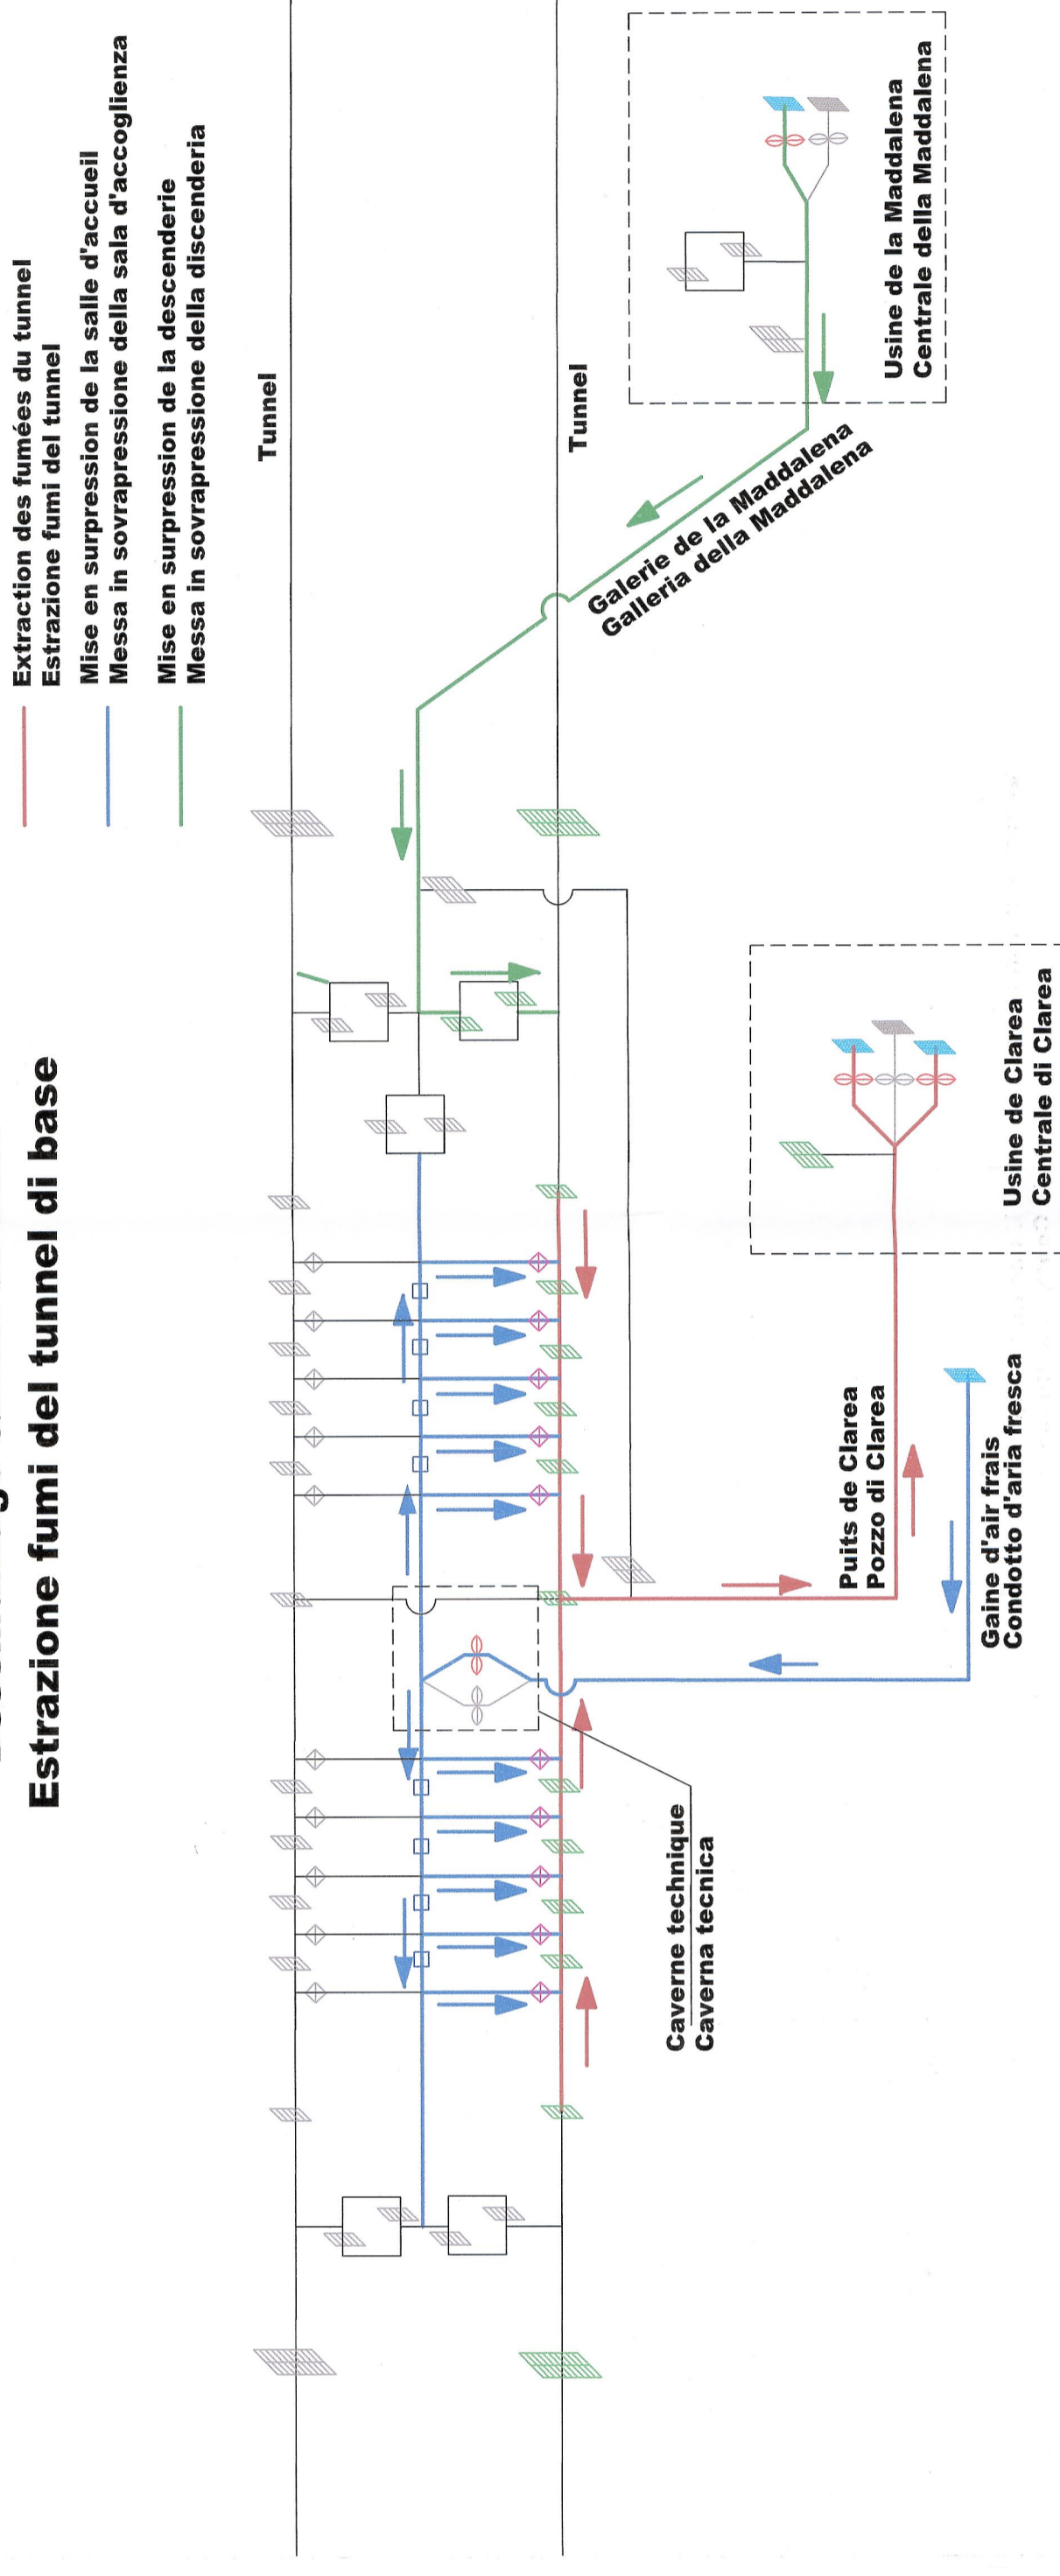 Estrazione fumi del tunnel di base
Extraction des fumées du tunnel
Estrazione fumi del tunnel
Mise en surpression de la salle d'accueil
Messa in sovrapressione della sala d'accoglienza
Mise en surpression de la descenderie
Messa in sovrapressione della discenderia
Tunnel
Tunnel
Galerie de la Maddalena
Galleria della Maddalena
Usine de la Maddalena
Centrale della Maddalena
Caverne technique
Caverna tecnica
Puits de Clarea
Pozzo di Clarea
Gaine d'air frais
Condotto d'aria fresca
Usine de Clarea
Centrale di Clarea